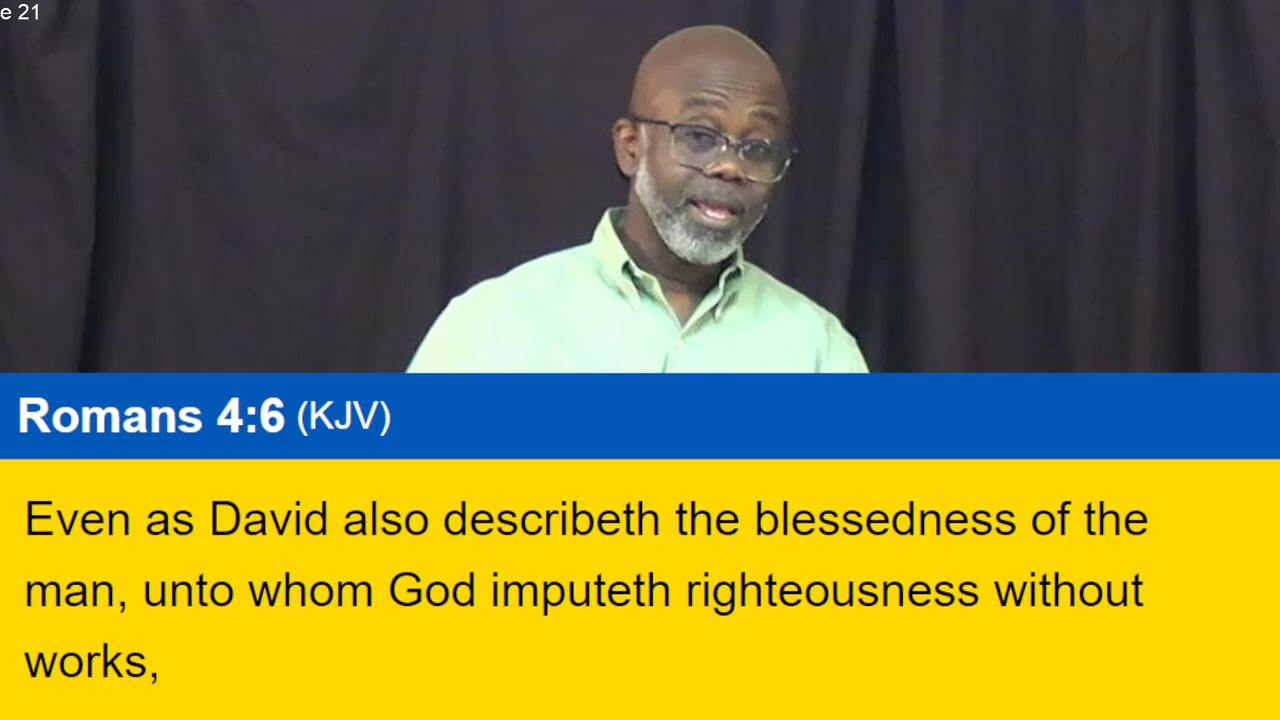 e 21
Romans 4:6 (KJV)
Even as David also describeth the blessedness of the
man, unto whom God imputeth righteousness without
works,